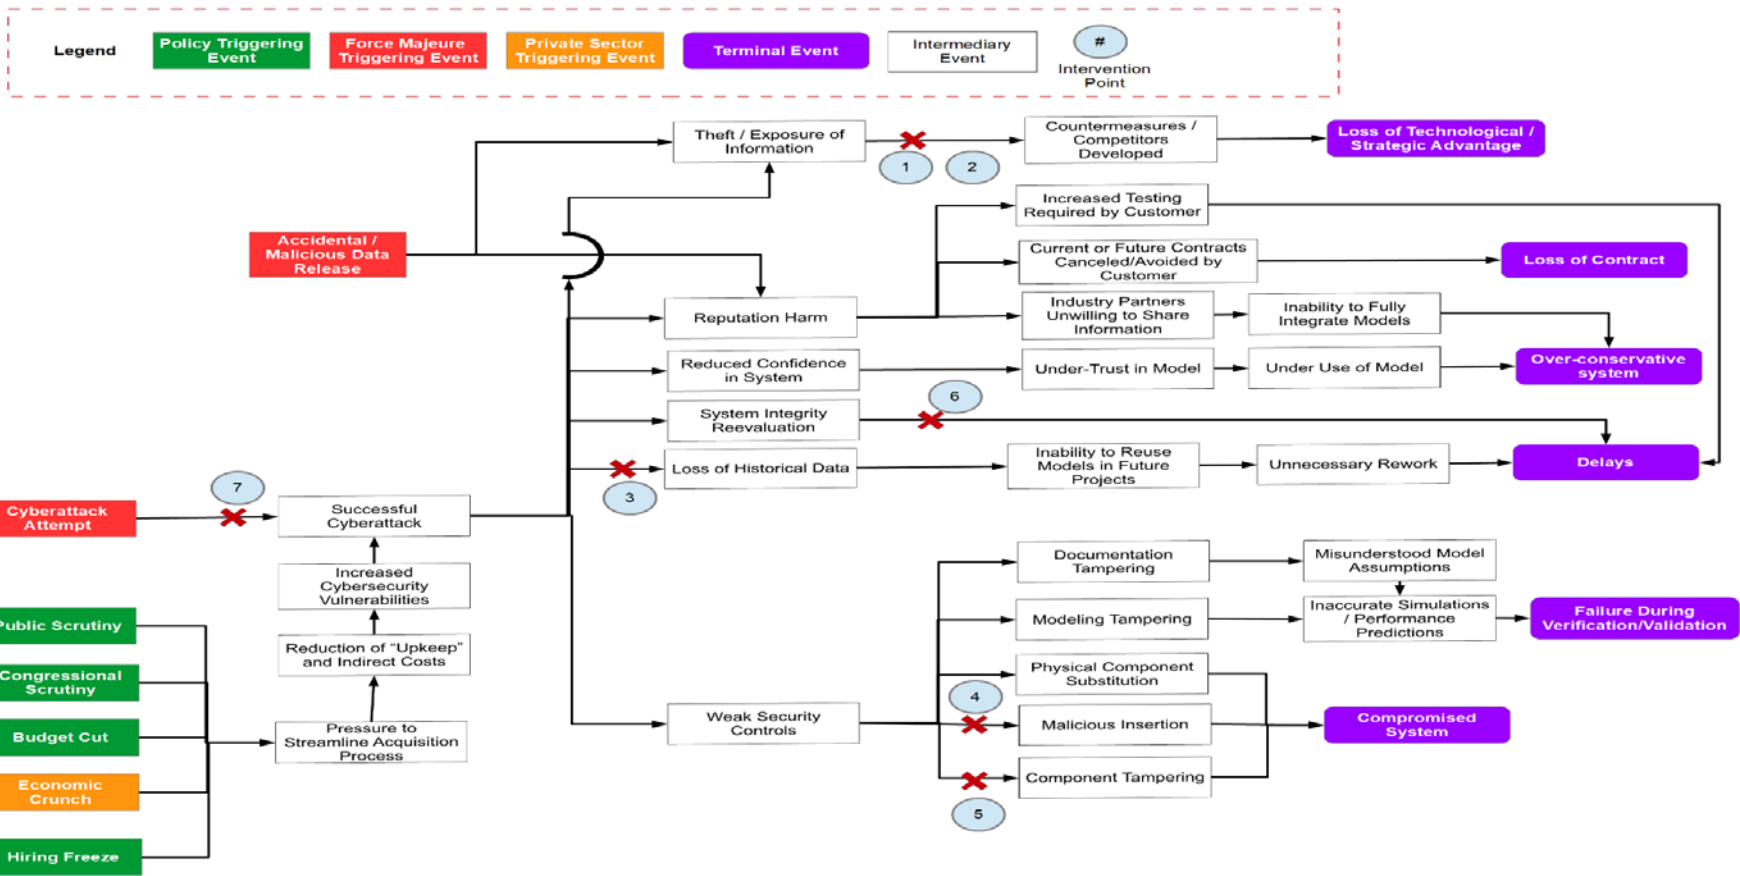 Legend
Policy Triggering
Event
Force Majeure
Triggering Event
Private Sector
Triggering Event
Terminal Event
Intermediary
Event
#
Intervention
Point
Theft / Exposure of
Information
1
2
Countermeasures /
Competitors
Developed
Loss of Technological /
Strategic Advantage
Increased Testing
Required by Customer
Accidental /
Malicious Data
Release
Current or Future Contracts
Canceled/Avoided by
Customer
Loss of Contract
Reputation Harm
Industry Partners
Unwilling to Share
Information
Inability to Fully
Integrate Models
Reduced Confidence
in System
Under-Trust in Model
Under Use of Model
Over-conservative
system
6
System Integrity
Reevaluation
3
Loss of Historical Data
Inability to Reuse
Models in Future
Projects
Unnecessary Rework
Delays
7
Cyberattack
Attempt
Successful
Cyberattack
Increased
Cybersecurity
Vulnerabilities
Reduction of "Upkeep"
and Indirect Costs
Pressure to
Streamline Acquisition
Process
Public Scrutiny
Congressional
Scrutiny
Budget Cut
Economic
Crunch
Hiring Freeze
Documentation
Tampering
Misunderstood Model
Assumptions
Modeling Tampering
Inaccurate Simulations
/ Performance
Predictions
Failure During
Verification/Validation
Physical Component
Substitution
Weak Security
Controls
4
Malicious Insertion
Compromised
System
Component Tampering
5